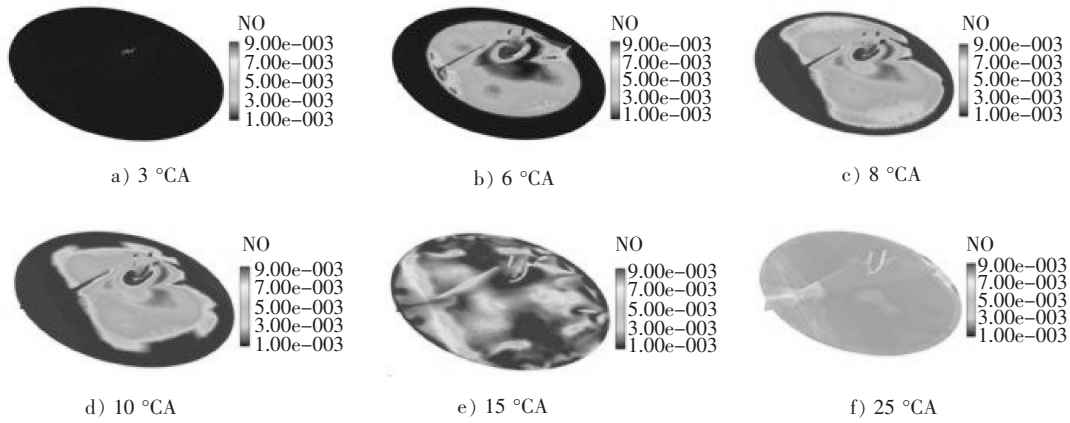 NO
9.00e-003
7.00e-003
5.00e-003
3.00e-003
1.00e-003
a) 3 °CA
NO
9.00e-003
7.00e-003
5.00e-003
3.00e-003
1.00e-003
b) 6 °CA
NO
9.00e-003
7.00e-003
5.00e-003
3.00e-003
1.00e-003
c) 8 °CA
NO
9.00e-003
7.00e-003
5.00e-003
3.00e-003
1.00e-003
d) 10 °CA
NO
9.00e-003
7.00e-003
5.00e-003
3.00e-003
1.00e-003
e) 15 °CA
NO
9.00e-003
7.00e-003
5.00e-003
3.00e-003
1.00e-003
f) 25 °CA